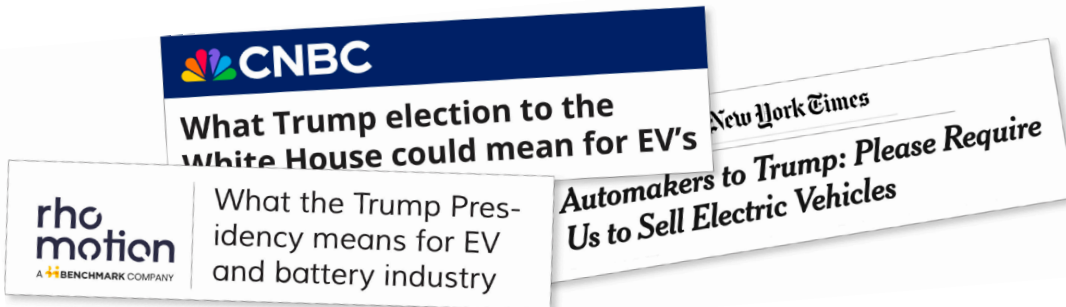 CNBC
What Trump election to the
White House could mean for EV's
New York Times
Automakers to Trump: Please Require
Us to Sell Electric Vehicles
rho
motion
A BENCHMARK COMPANY
What the Trump Pres-
idency means for EV
and battery industry